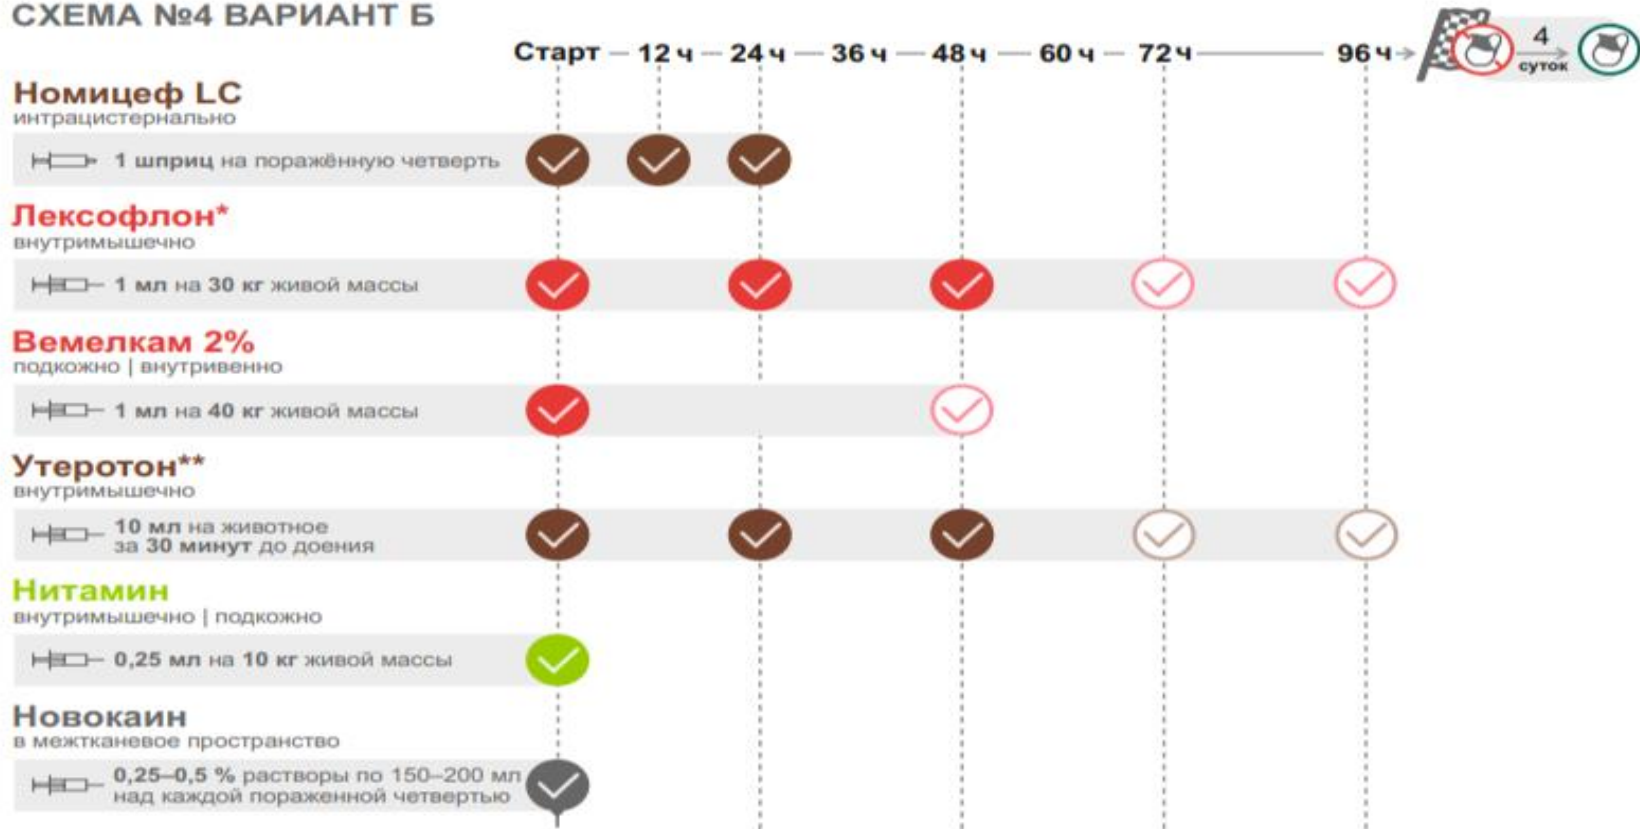 СХЕМА №4 ВАРИАНТ Б
Старт 12 ч 24 ч 36 ч 48 ч 60 ч 72 ч 96 ч 4 суток
Номицеф LC
интрацистернально
1 шприц на поражённую четверть
Лексофлон*
внутримышечно
1 мл на 30 кг живой массы
Вемелкам 2%
подкожно | внутривенно
1 мл на 40 кг живой массы
Утеротон**
внутримышечно
10 мл на животное
за 30 минут до доения
Нитамин
внутримышечно | подкожно
0,25 мл на 10 кг живой массы
Новокаин
в межтканевое пространство
0,25–0,5 % растворы по 150–200 мл
над каждой пораженной четвертью